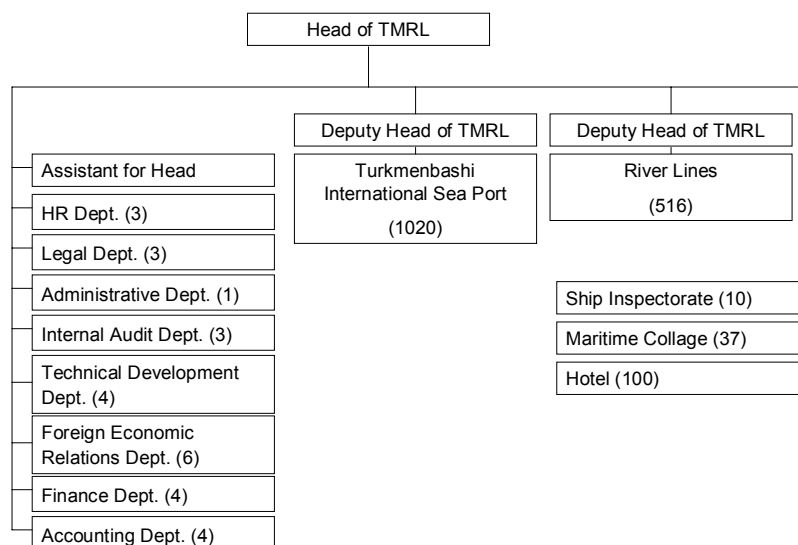 Head of TMRL
Deputy Head of TMRL
Deputy Head of TMRL
Turkmenbashi
International Sea Port
(1020)
River Lines
(516)
Assistant for Head
HR Dept. (3)
Legal Dept. (3)
Administrative Dept. (1)
Internal Audit Dept. (3)
Technical Development
Dept. (4)
Foreign Economic
Relations Dept. (6)
Finance Dept. (4)
Accounting Dept. (4)
Ship Inspectorate (10)
Maritime Collage (37)
Hotel (100)